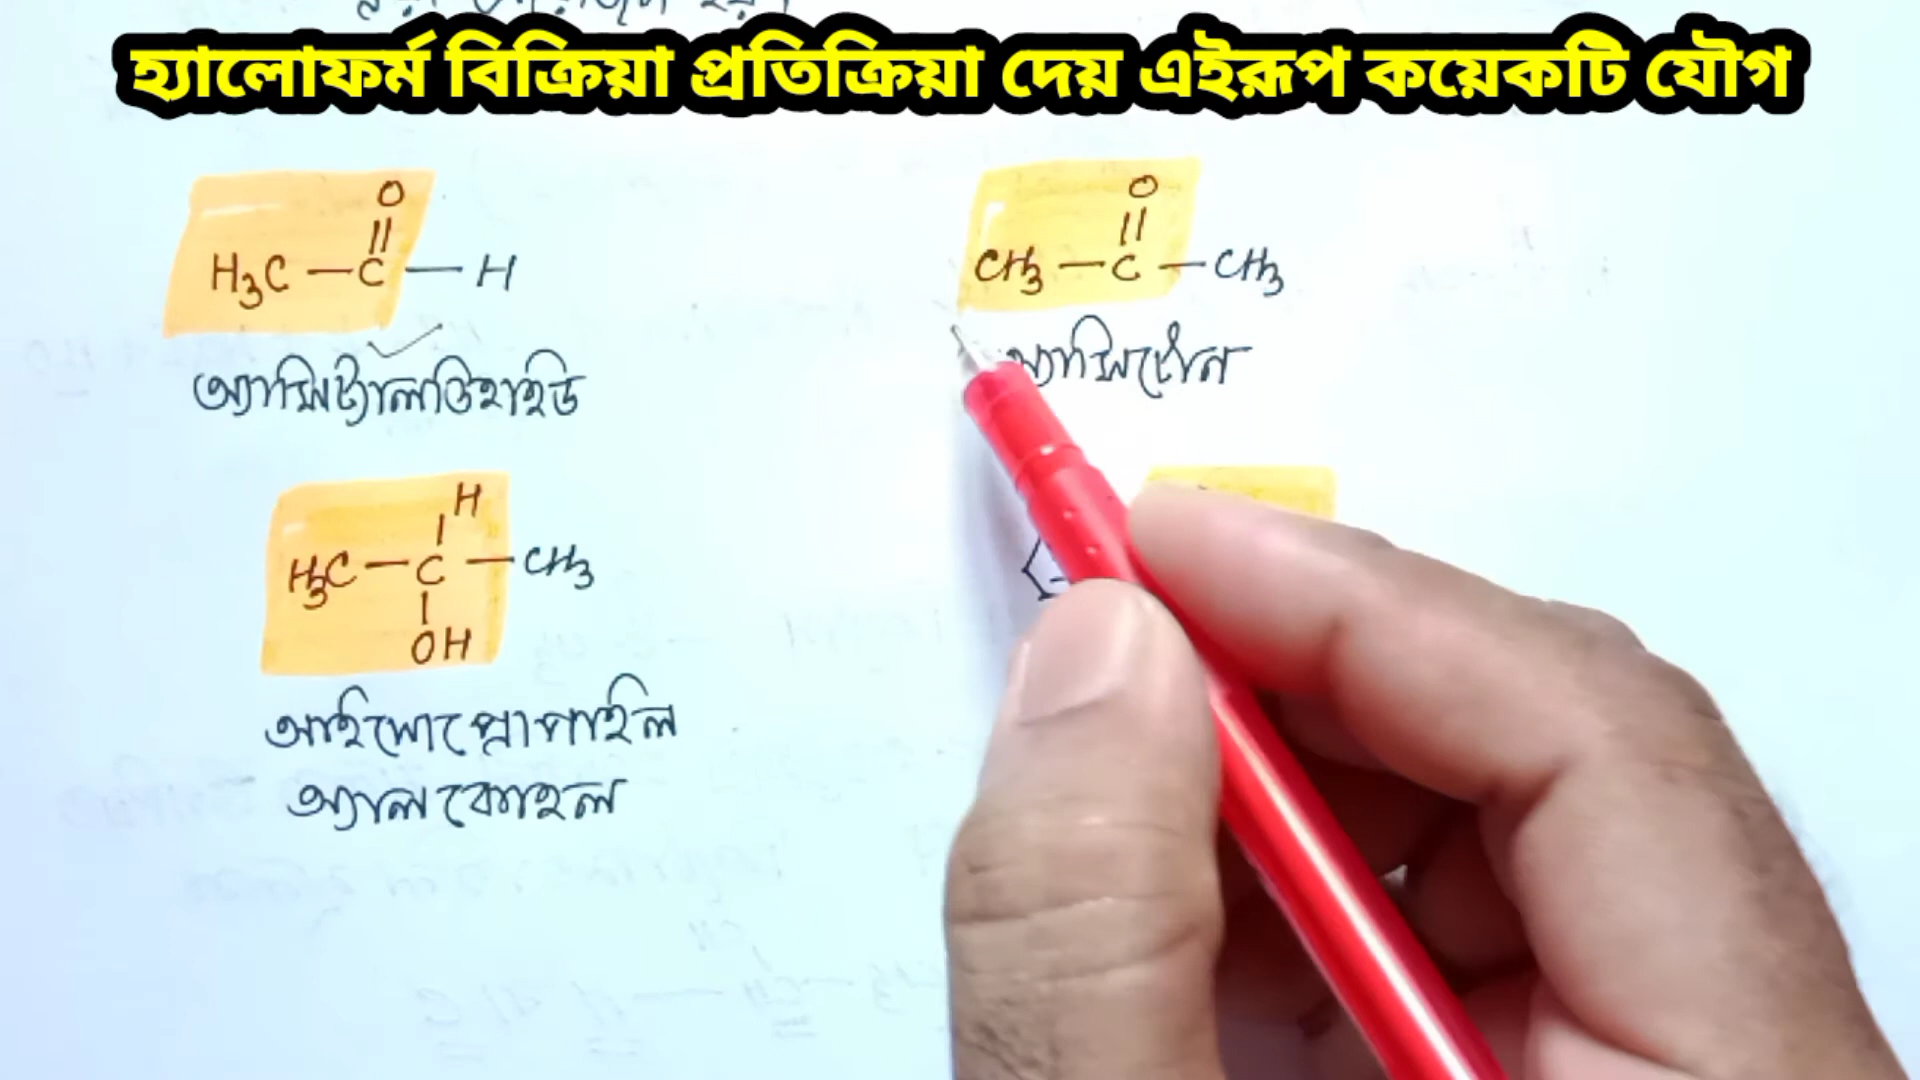 হ্যালোফর্ম বিক্রিয়া প্রতিক্রিয়া দেয় এইরূপ কয়েকটি যৌগ
O
||
H₃C — C — H
অ্যাসিট্যালডিহাইড
O
||
CH₃ — C — CH₃
অ্যাসিটোন
H
|
H₃C — C — CH₃
|
OH
আইসোপ্রোপাইল
অ্যালকোহল